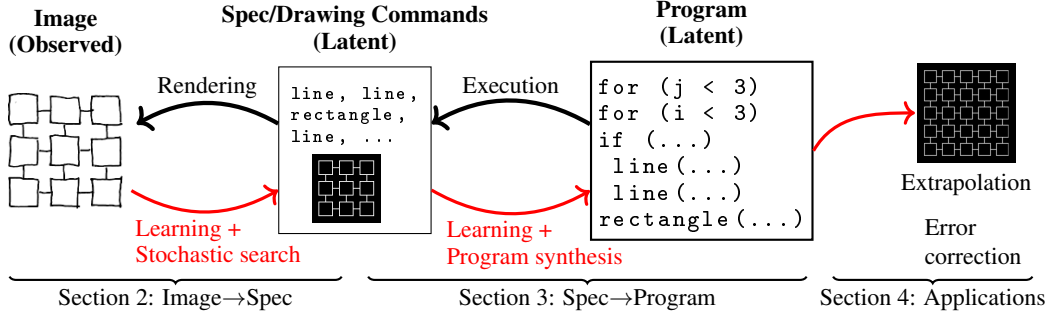 Image
(Observed)
Spec/Drawing Commands
(Latent)
Program
(Latent)
Rendering
line, line,
rectangle,
line, ...
Learning +
Stochastic search
Execution
Learning +
Program synthesis
for (j < 3)
for (i < 3)
if (...)
line(...)
line(...)
rectangle(...)
Extrapolation
Error
correction
Section 2: Image→Spec
Section 3: Spec→Program
Section 4: Applications